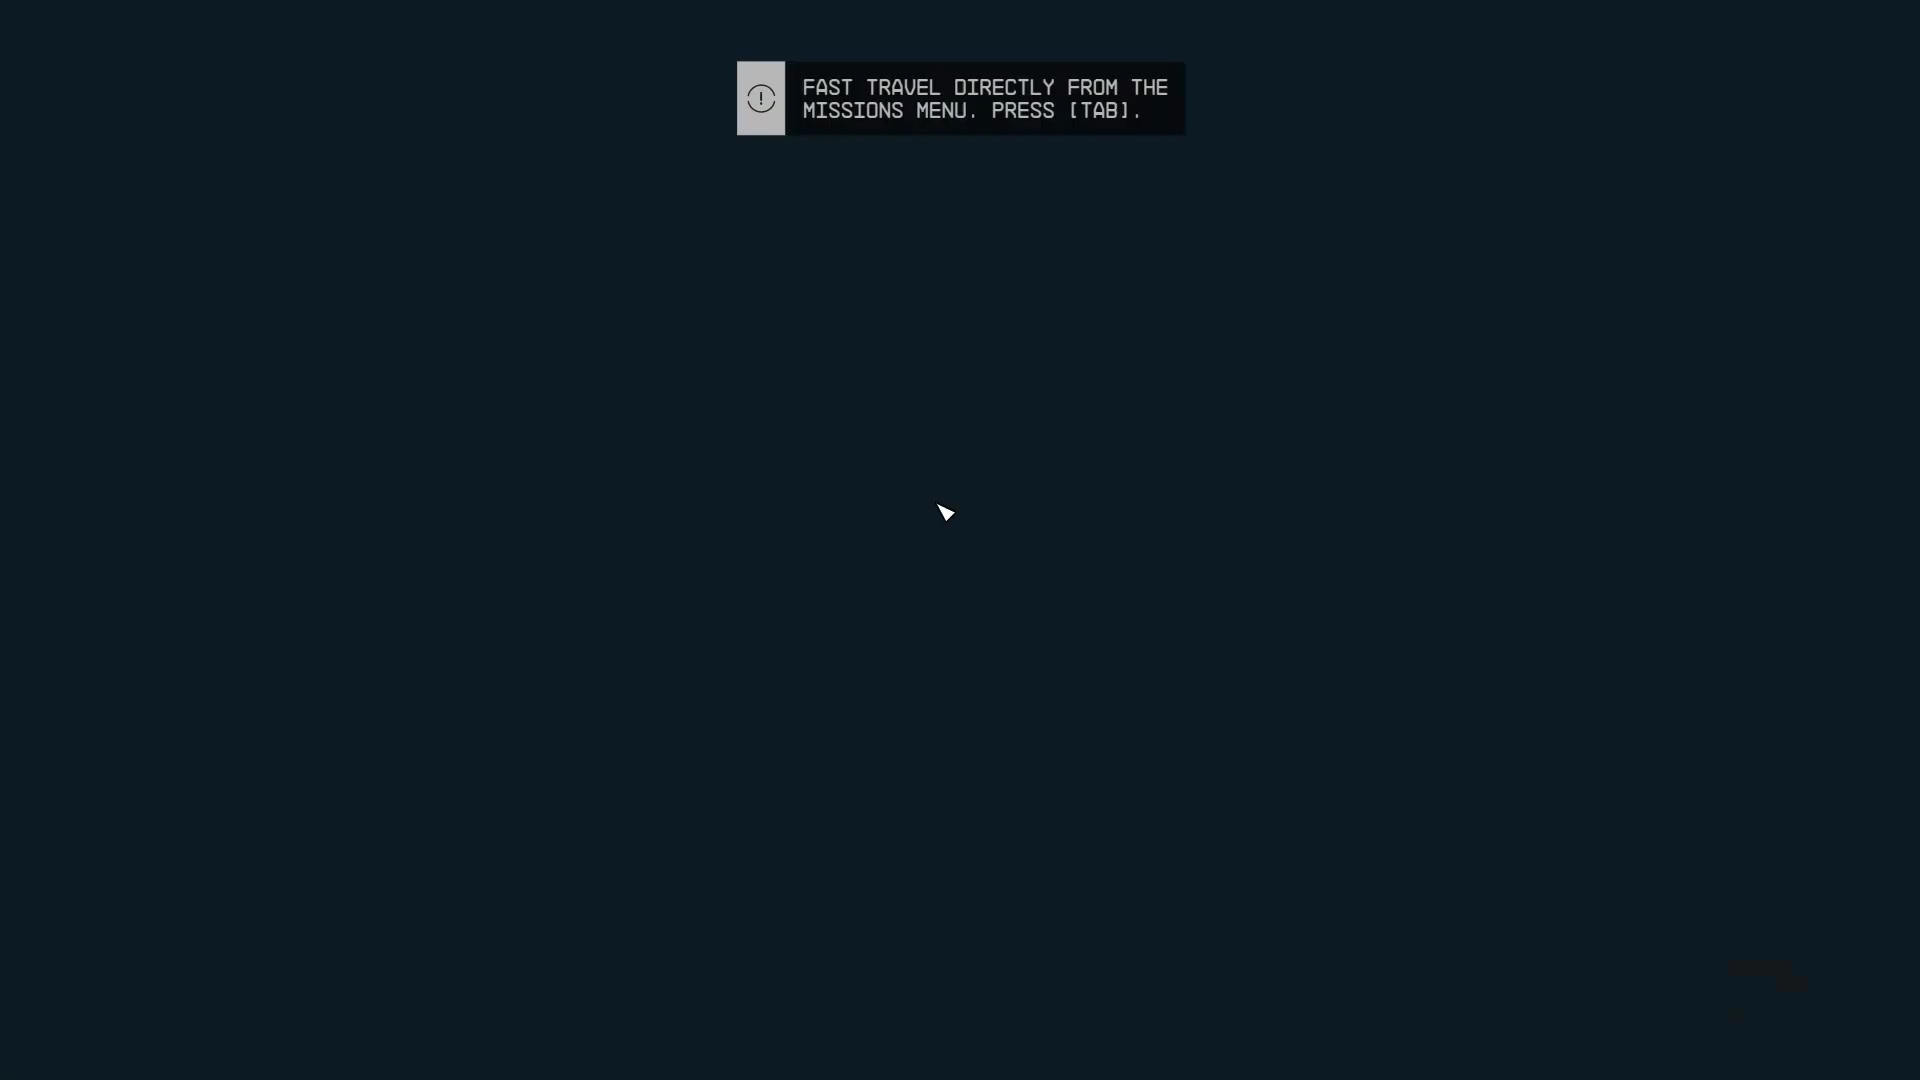 FAST TRAVEL DIRECTLY FROM THE
MISSIONS MENU. PRESS [TAB].